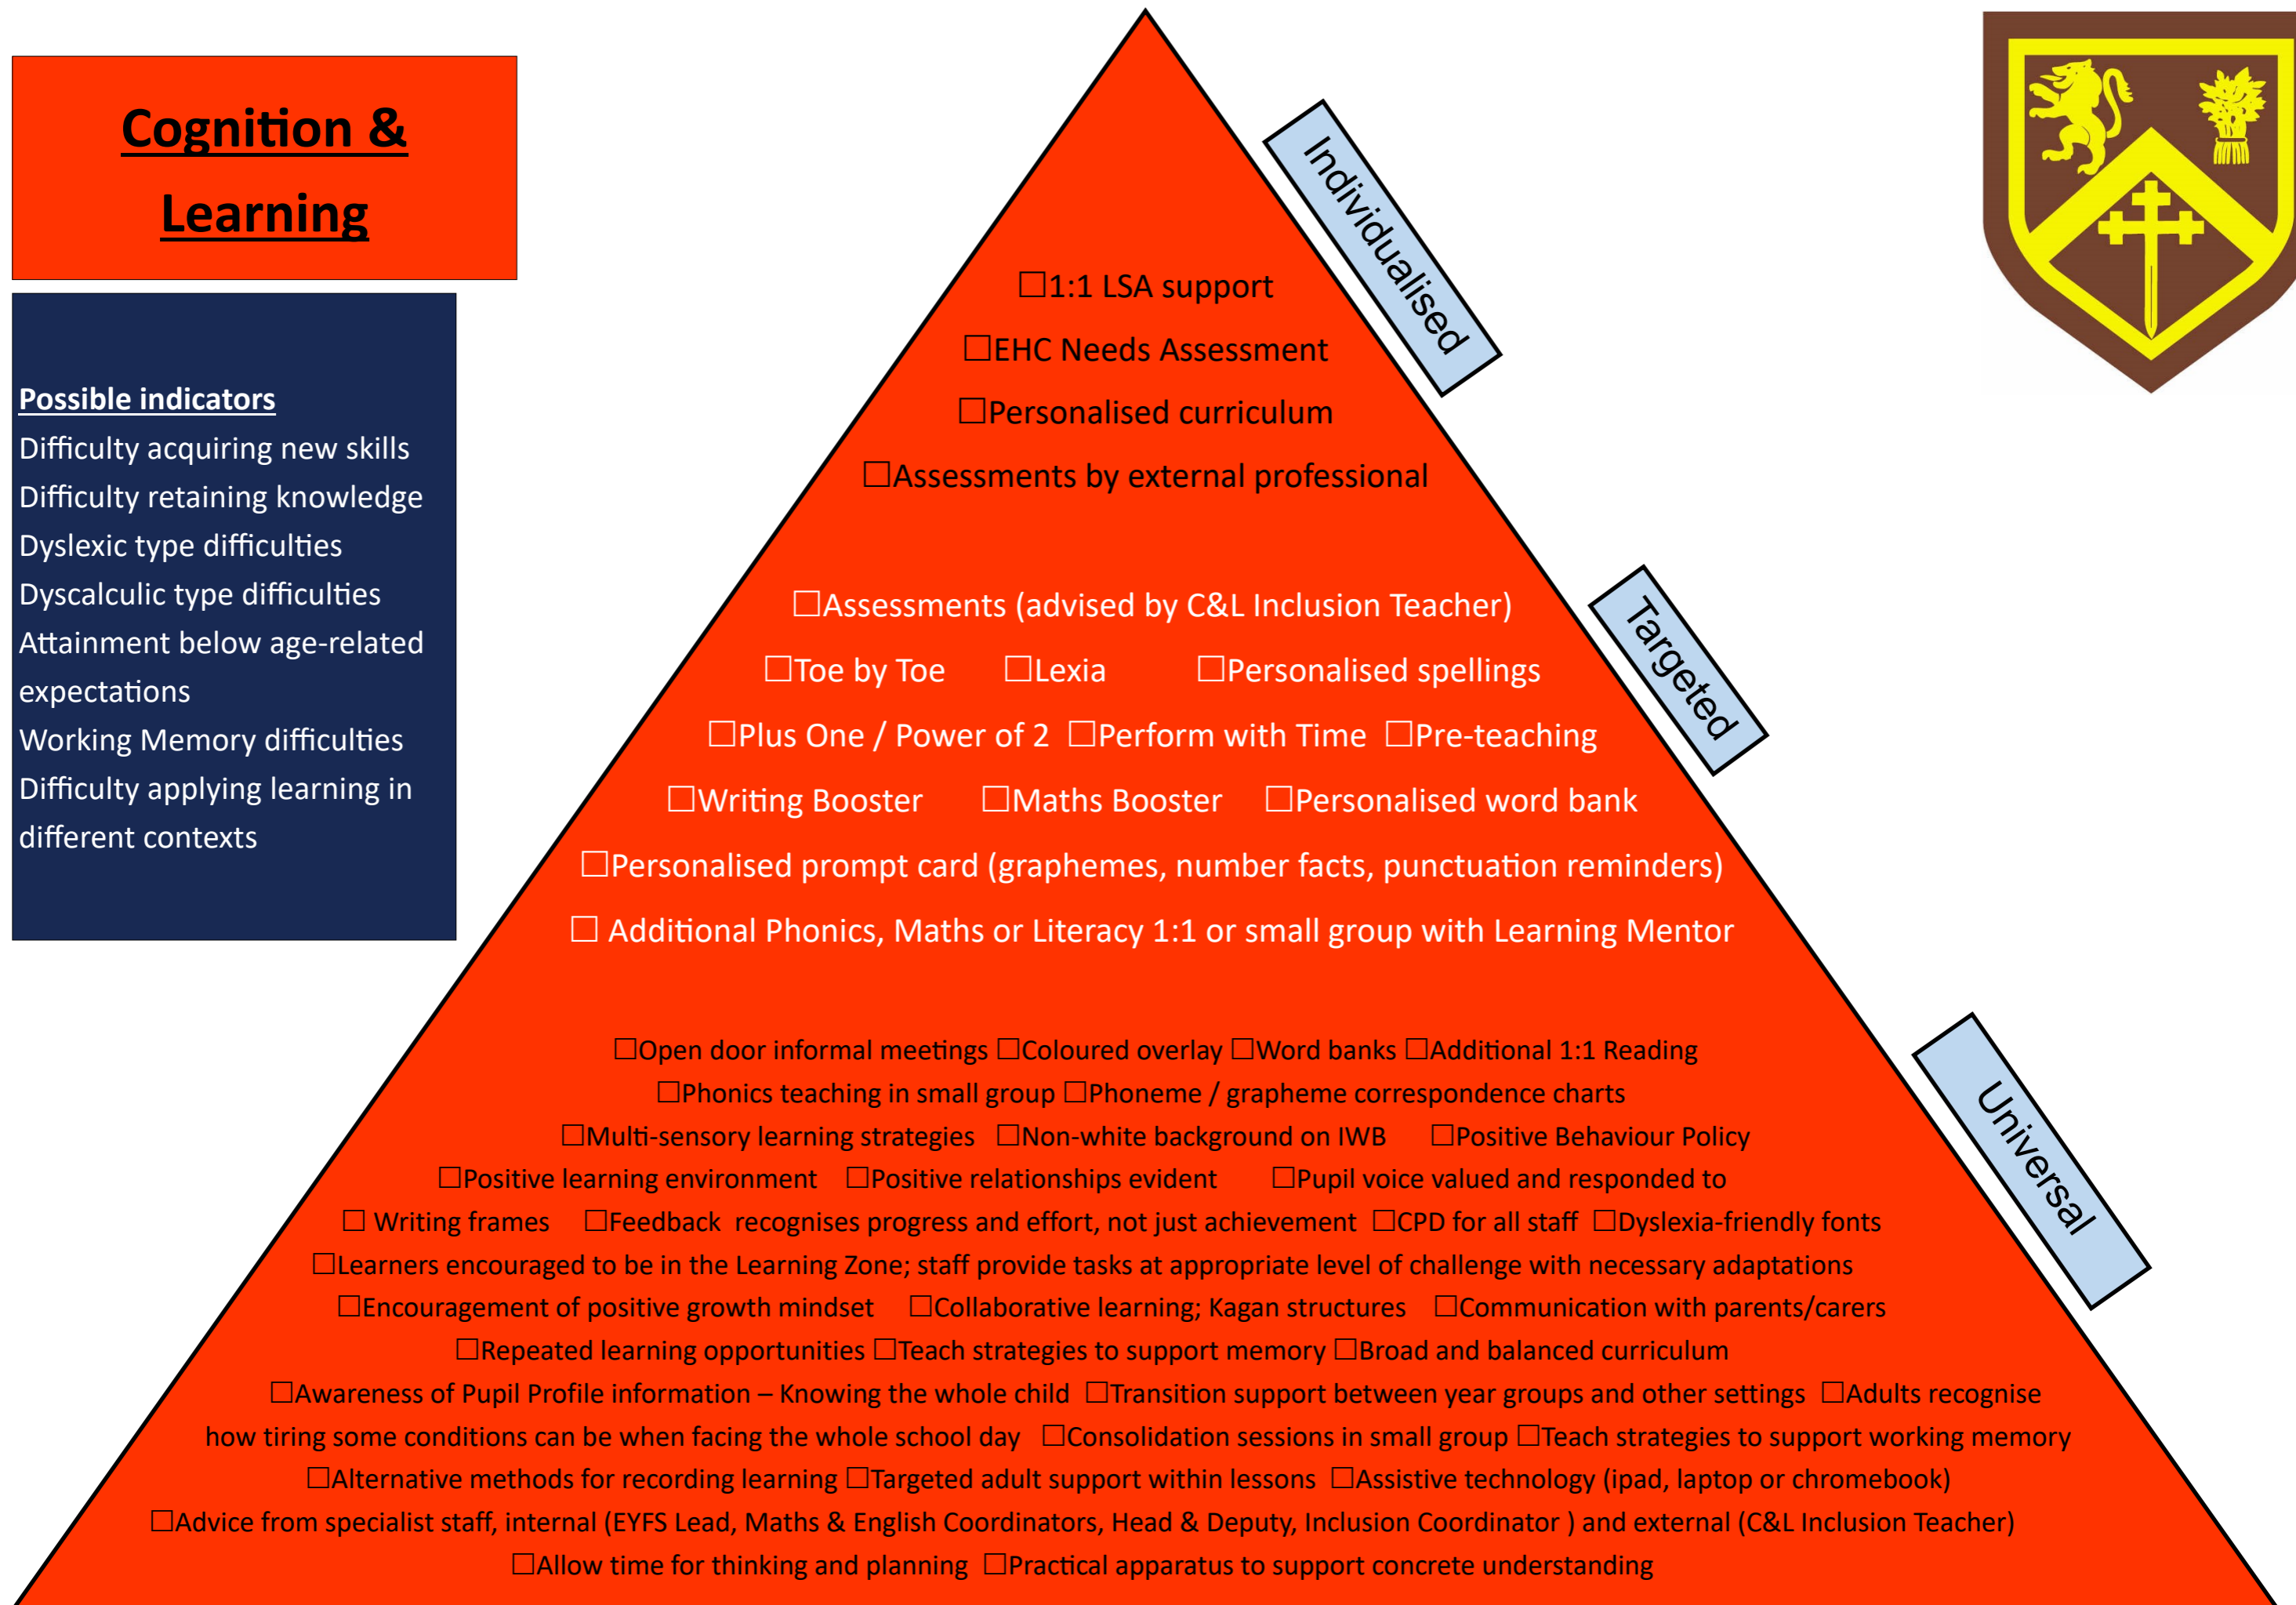 Cognition &
Learning
Possible indicators
Difficulty acquiring new skills
Difficulty retaining knowledge
Dyslexic type difficulties
Dyscalculic type difficulties
Attainment below age-related
expectations
Working Memory difficulties
Difficulty applying learning in
different contexts
Individualised
☐1:1 LSA support
☐EHC Needs Assessment
☐Personalised curriculum
☐Assessments by external professional
Targeted
☐Assessments (advised by C&L Inclusion Teacher)
☐Toe by Toe ☐Lexia ☐Personalised spellings
☐Plus One / Power of 2 ☐Perform with Time ☐Pre-teaching
☐Writing Booster ☐Maths Booster ☐Personalised word bank
☐Personalised prompt card (graphemes, number facts, punctuation reminders)
☐ Additional Phonics, Maths or Literacy 1:1 or small group with Learning Mentor
Universal
☐Open door informal meetings ☐Coloured overlay ☐Word banks ☐Additional 1:1 Reading
☐Phonics teaching in small group ☐Phoneme / grapheme correspondence charts
☐Multi-sensory learning strategies ☐Non-white background on IWB ☐Positive Behaviour Policy
☐Positive learning environment ☐Positive relationships evident ☐Pupil voice valued and responded to
☐ Writing frames ☐Feedback recognises progress and effort, not just achievement ☐CPD for all staff ☐Dyslexia-friendly fonts
☐Learners encouraged to be in the Learning Zone; staff provide tasks at appropriate level of challenge with necessary adaptations
☐Encouragement of positive growth mindset ☐Collaborative learning; Kagan structures ☐Communication with parents/carers
☐Repeated learning opportunities ☐Teach strategies to support memory ☐Broad and balanced curriculum
☐Awareness of Pupil Profile information – Knowing the whole child ☐Transition support between year groups and other settings ☐Adults recognise
how tiring some conditions can be when facing the whole school day ☐Consolidation sessions in small group ☐Teach strategies to support working memory
☐Alternative methods for recording learning ☐Targeted adult support within lessons ☐Assistive technology (ipad, laptop or chromebook)
☐Advice from specialist staff, internal (EYFS Lead, Maths & English Coordinators, Head & Deputy, Inclusion Coordinator ) and external (C&L Inclusion Teacher)
☐Allow time for thinking and planning ☐Practical apparatus to support concrete understanding